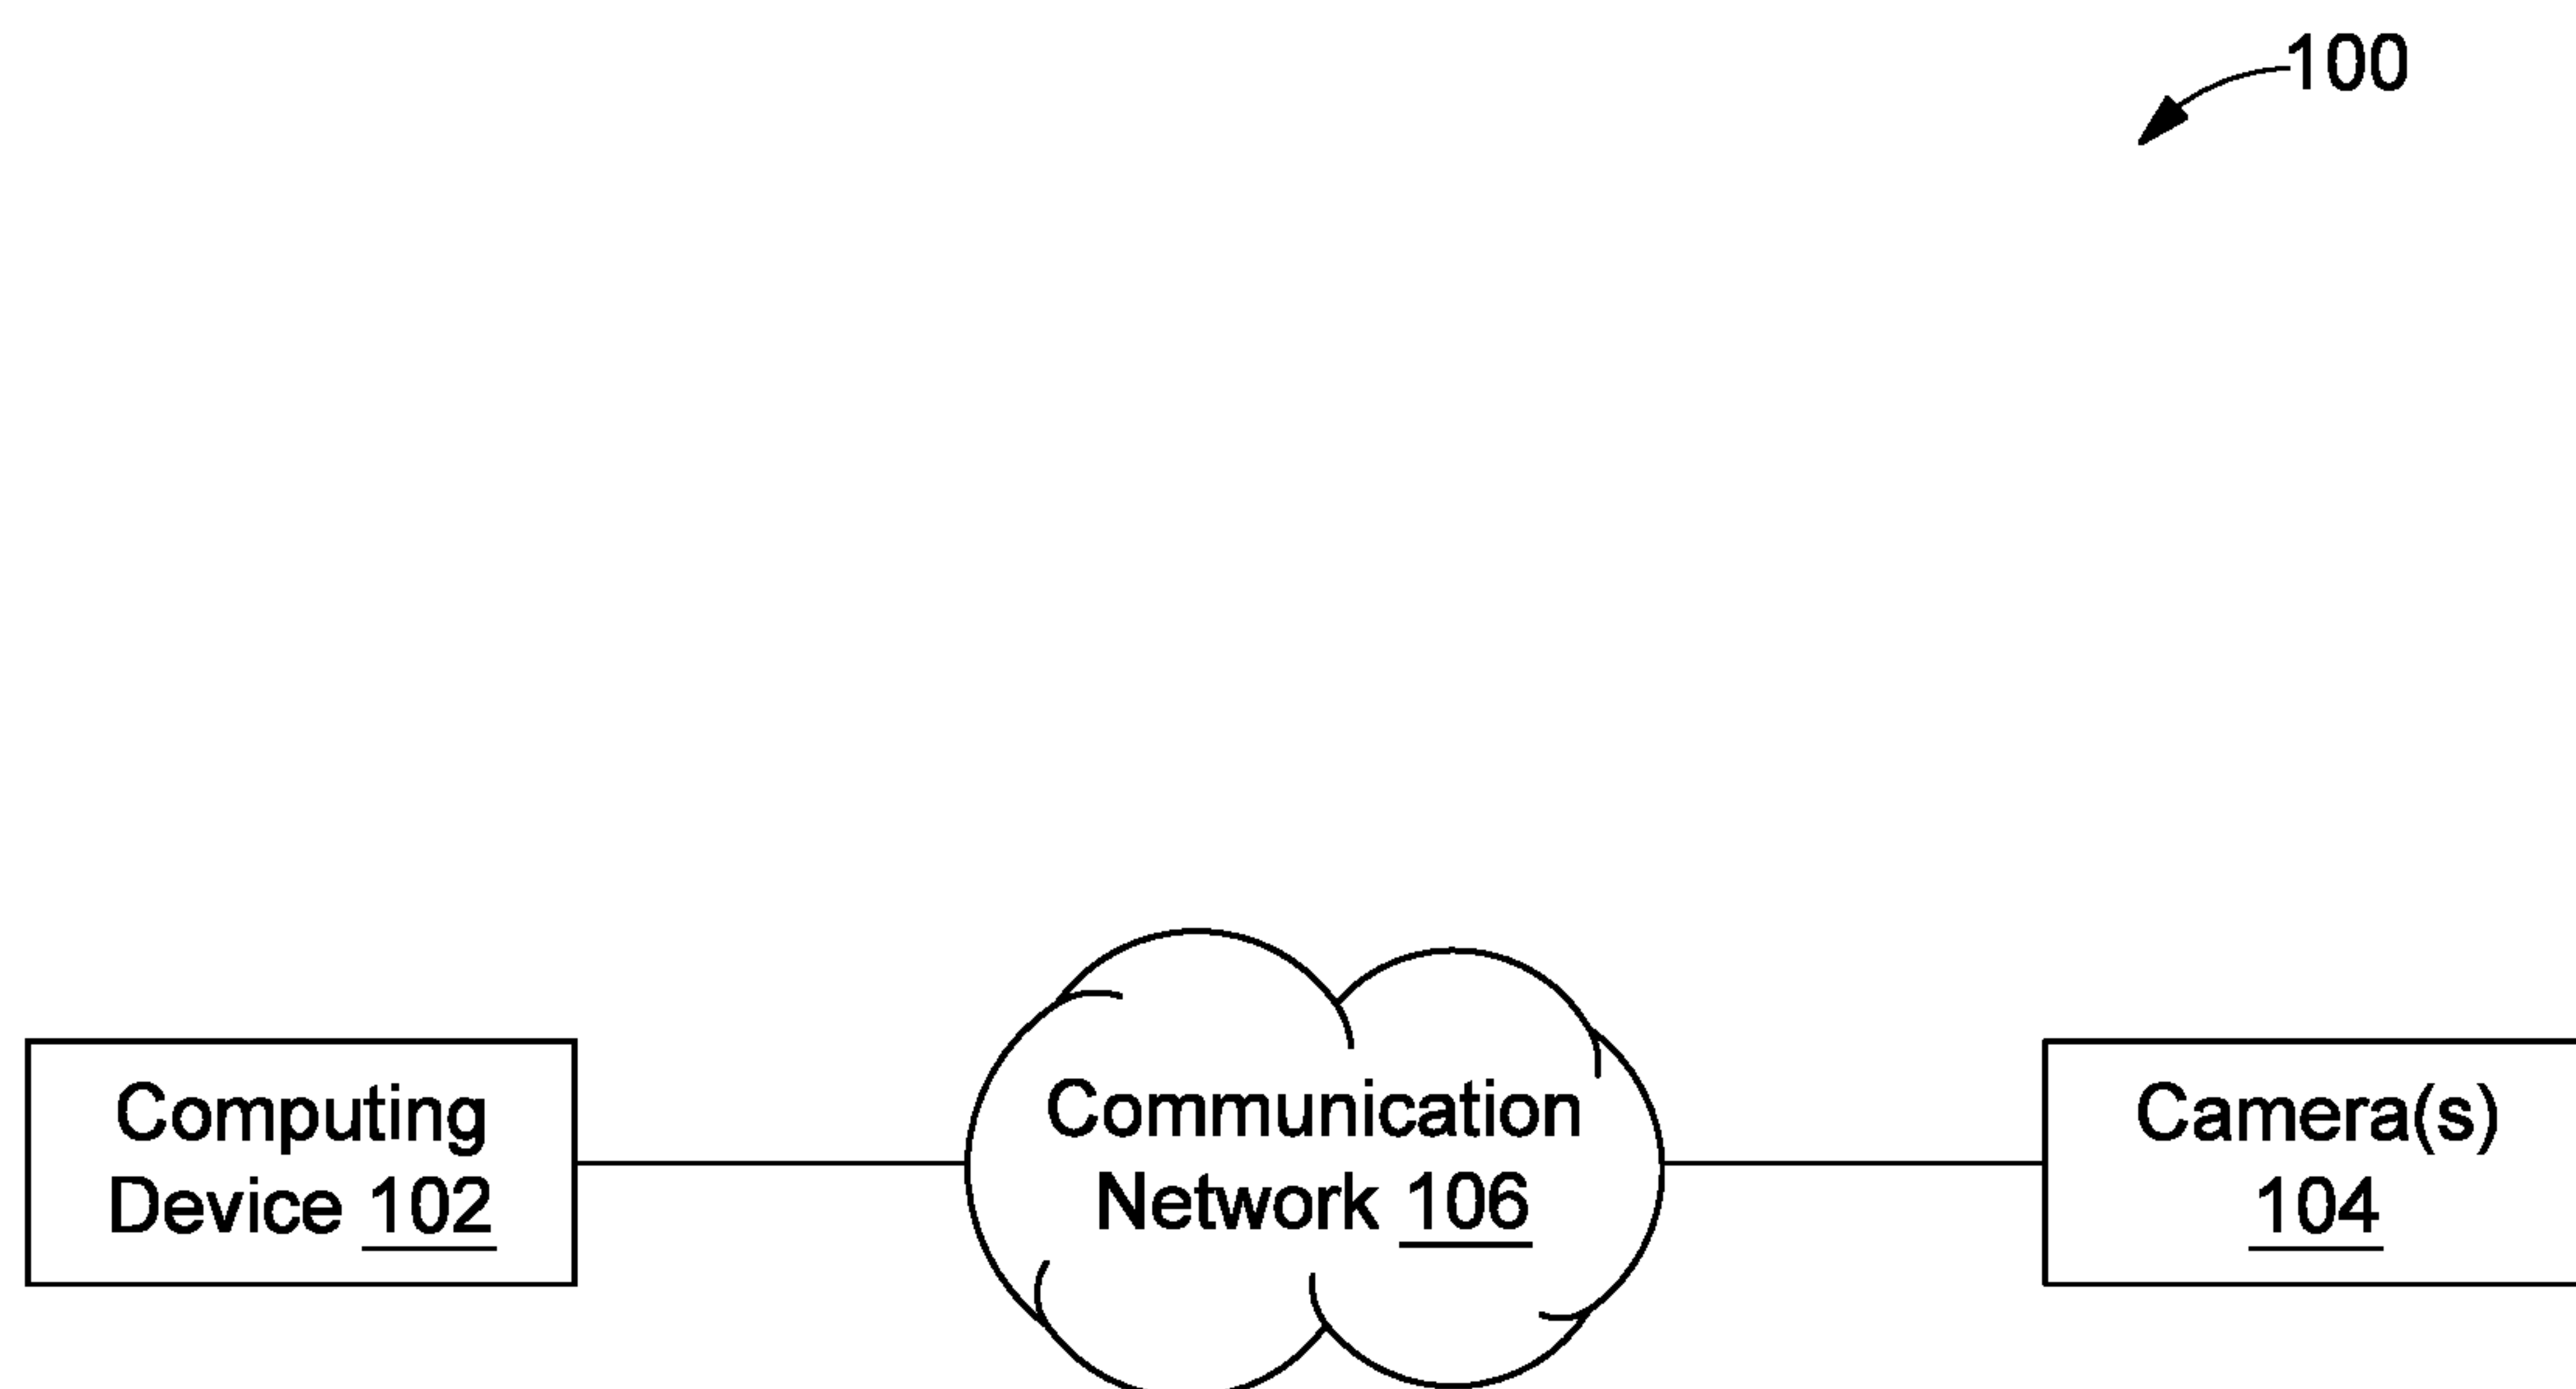 100
Computing
Device 102
Communication
Network 106
Camera(s)
104